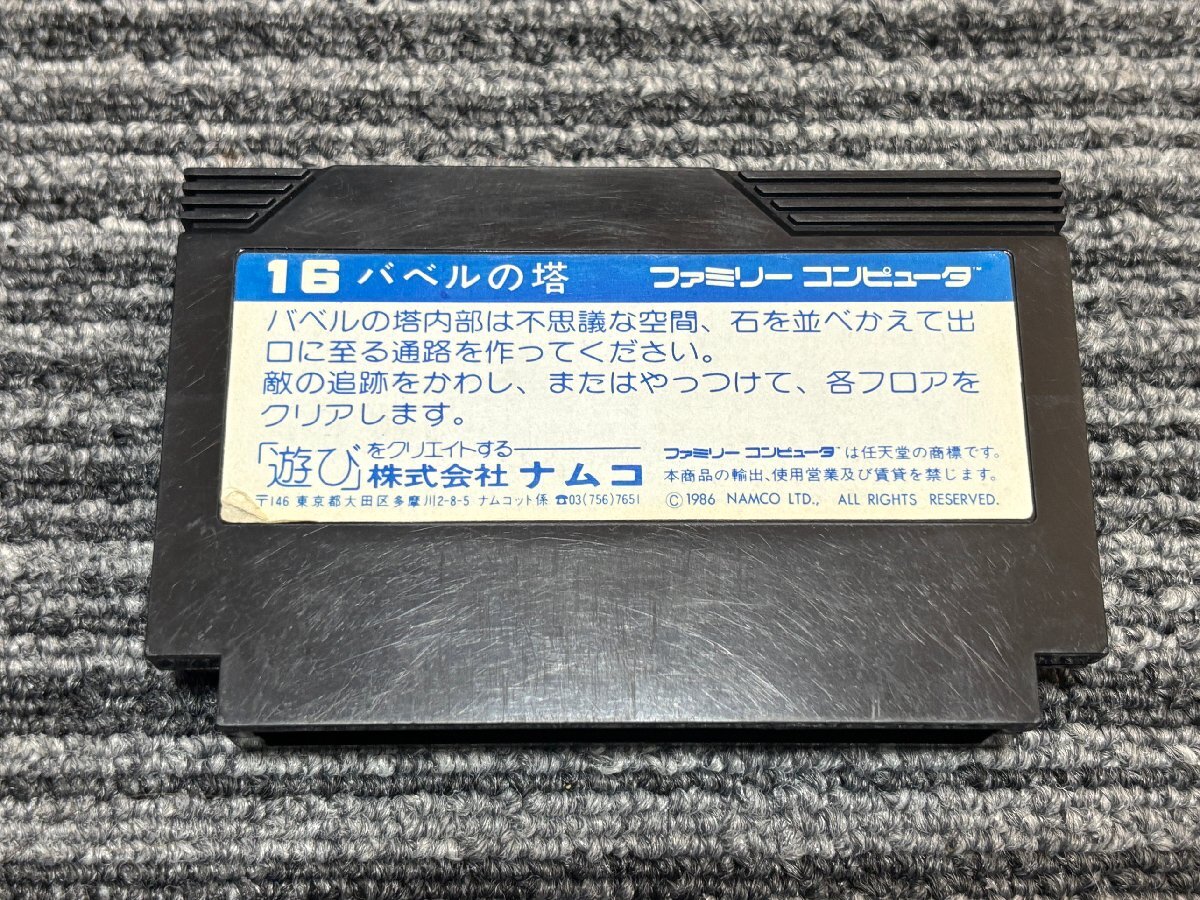 16 バベルの塔 ファミリー コンピュータ™
バベルの塔内部は不思議な空間、石を並べかえて出
口に至る通路を作ってください。
敵の追跡をかわし、またはやっつけて、各フロアを
クリアします。
「遊び」をクリエイトする
株式会社 ナムコ
〒146 東京都大田区多摩川2-8-5 ナムコット係 ☎03(756)7651
ファミリー コンピュータ™は任天堂の商標です。
本商品の輸出、使用営業及び賃貸を禁じます。
Ⓒ1986 NAMCO LTD., ALL RIGHTS RESERVED.